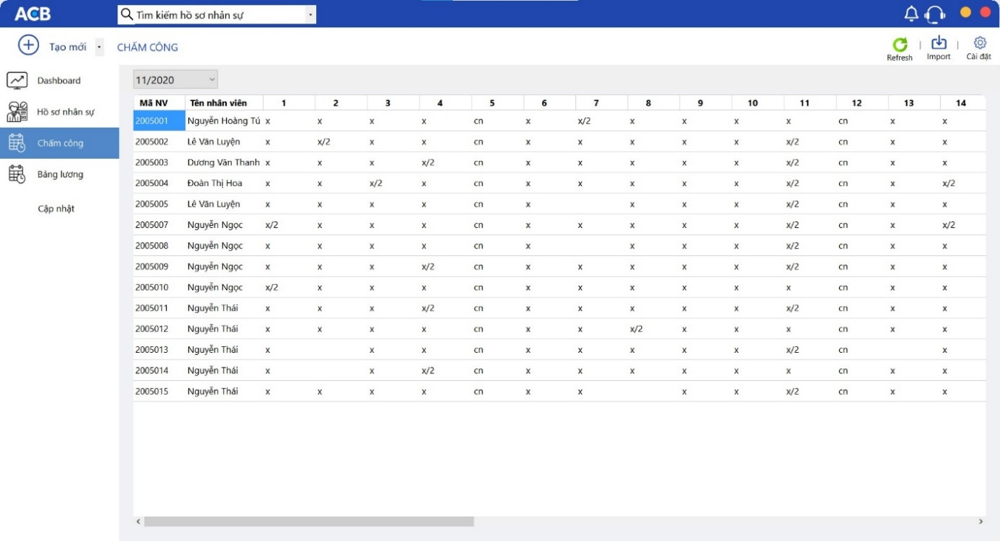 ACB Tìm kiếm hồ sơ nhân sự
Tạo mới CHẤM CÔNG Refresh Import Cài đặt
Dashboard
Hồ sơ nhân sự
Chấm công
Bảng lương
Cập nhật
11/2020
Mã NV Tên nhân viên 1 2 3 4 5 6 7 8 9 10 11 12 13 14
2005001 Nguyễn Hoàng Tú x x x x cn x x/2 x x x x cn x x
2005002 Lê Văn Luyện x x/2 x x cn x x x x x x/2 cn x x
2005003 Dương Văn Thanh x x x x/2 cn x x x x x x/2 cn x x
2005004 Đoàn Thị Hoa x x x/2 x cn x x x x x x/2 cn x x/2
2005005 Lê Văn Luyện x x x x cn x x x x x/2 cn x x
2005007 Nguyễn Ngọc x/2 x x x cn x x x x x x/2 cn x x/2
2005008 Nguyễn Ngọc x x x x cn x x x x x/2 cn x x
2005009 Nguyễn Ngọc x x x x/2 cn x x x x x x/2 cn x x
2005010 Nguyễn Ngọc x/2 x x x cn x x x x x x cn x x
2005011 Nguyễn Thái x x x x/2 cn x x x x x x/2 cn x x
2005012 Nguyễn Thái x x x x cn x x x/2 x x x cn x x
2005013 Nguyễn Thái x x x cn x x x x x x/2 cn x
2005014 Nguyễn Thái x x x/2 cn x x x x x x cn x x
2005015 Nguyễn Thái x x x x cn x x x x x/2 cn x x